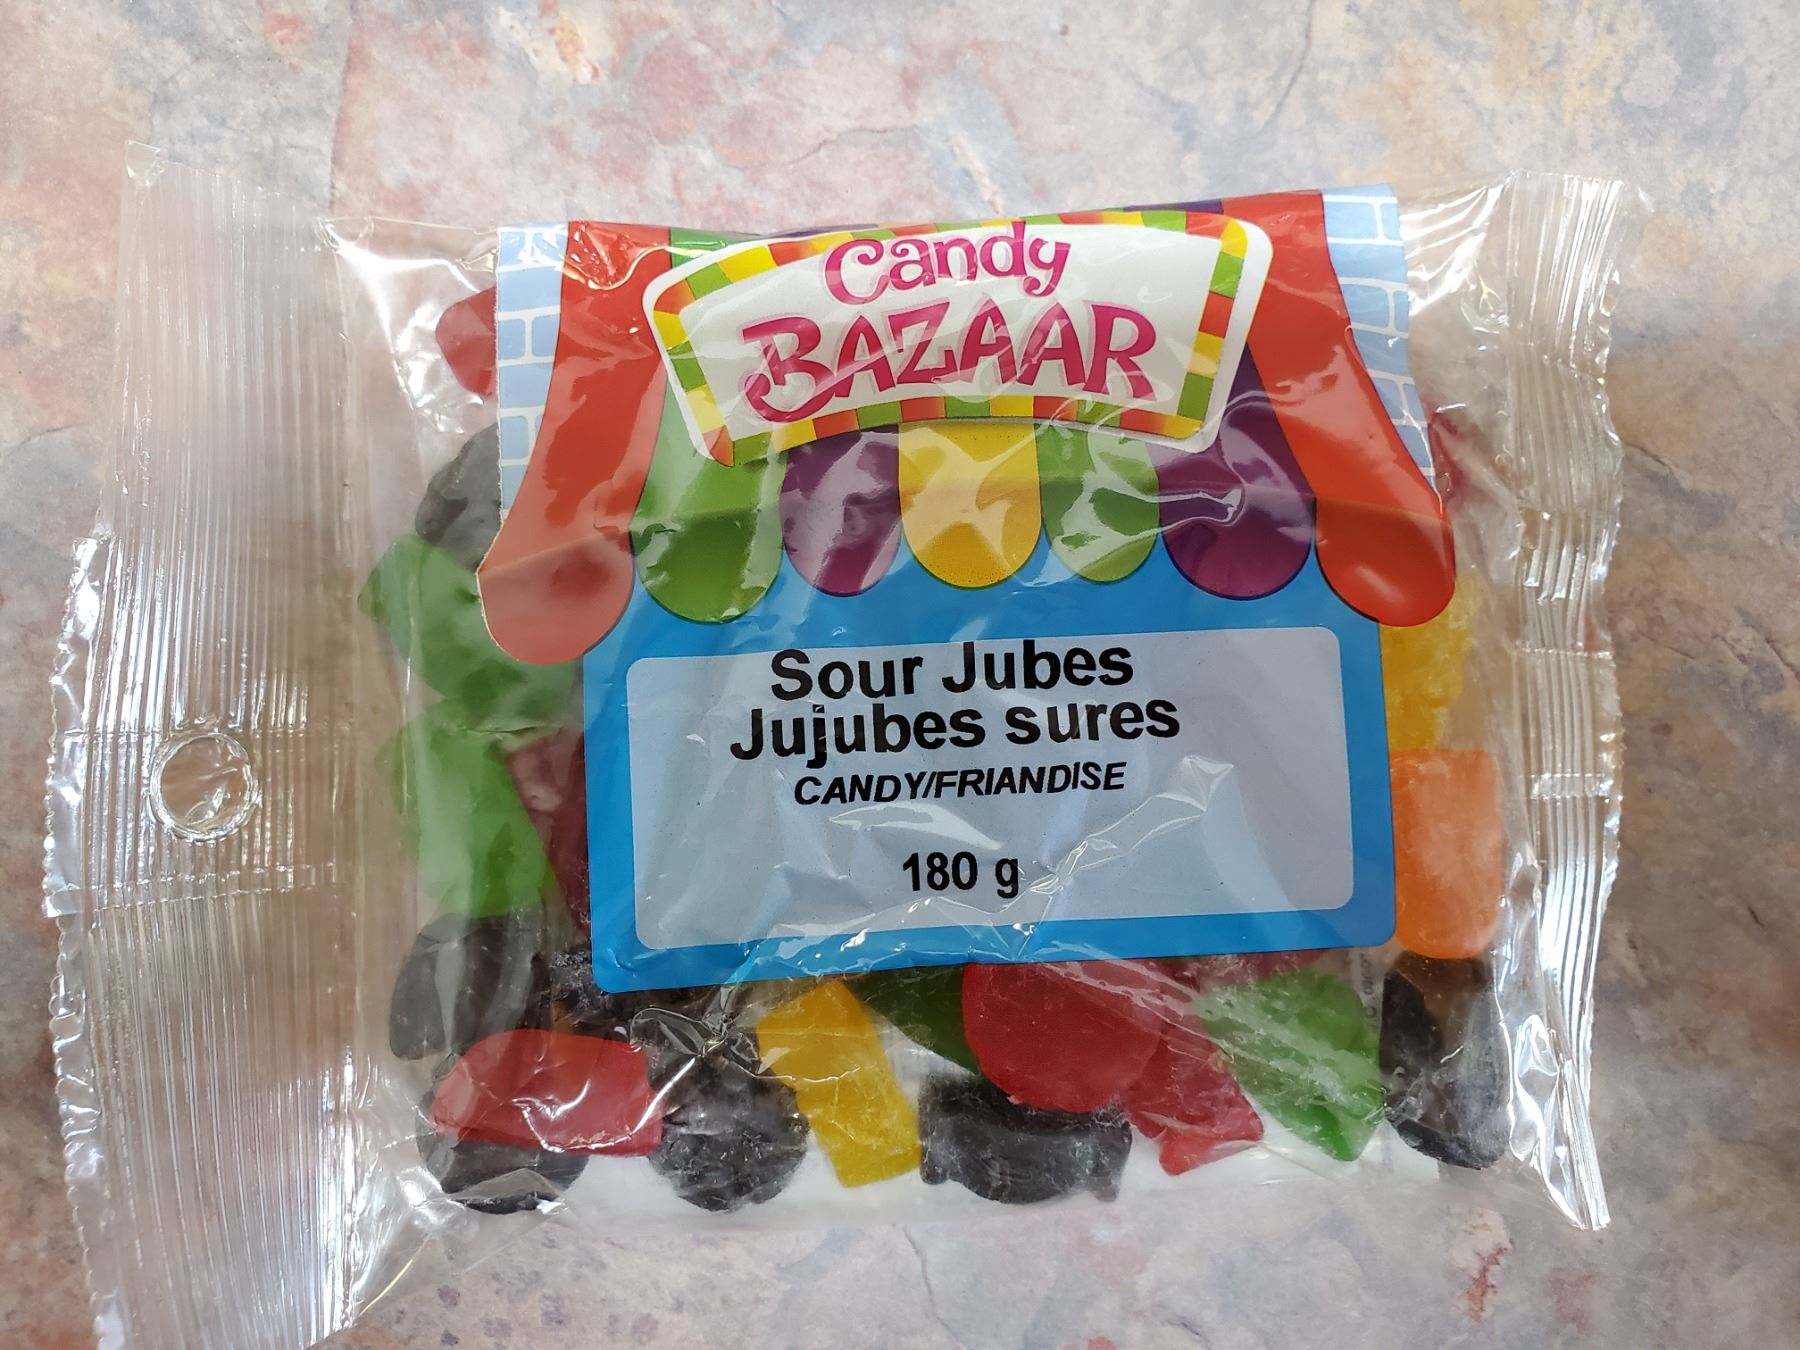 Candy
BAZAAR
Sour Jubes
Jujubes sures
CANDY/FRIANDISE
180 g